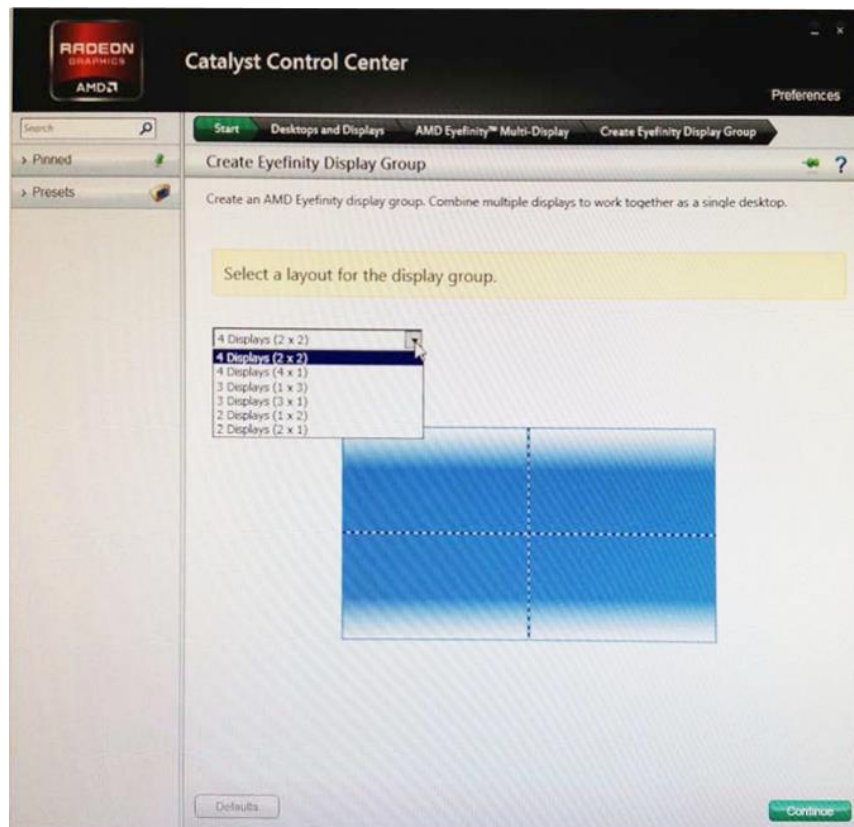 RADEON
GRAPHICS
AMD
Catalyst Control Center
Preferences
Search
Start
Desktops and Displays
AMD Eyefinity™ Multi-Display
Create Eyefinity Display Group
Pinned
Create Eyefinity Display Group
?
Presets
Create an AMD Eyefinity display group. Combine multiple displays to work together as a single desktop.
Select a layout for the display group.
4 Displays (2 x 2)
4 Displays (2 x 2)
4 Displays (4 x 1)
3 Displays (1 x 3)
3 Displays (3 x 1)
2 Displays (1 x 2)
2 Displays (2 x 1)
Defaults
Continue